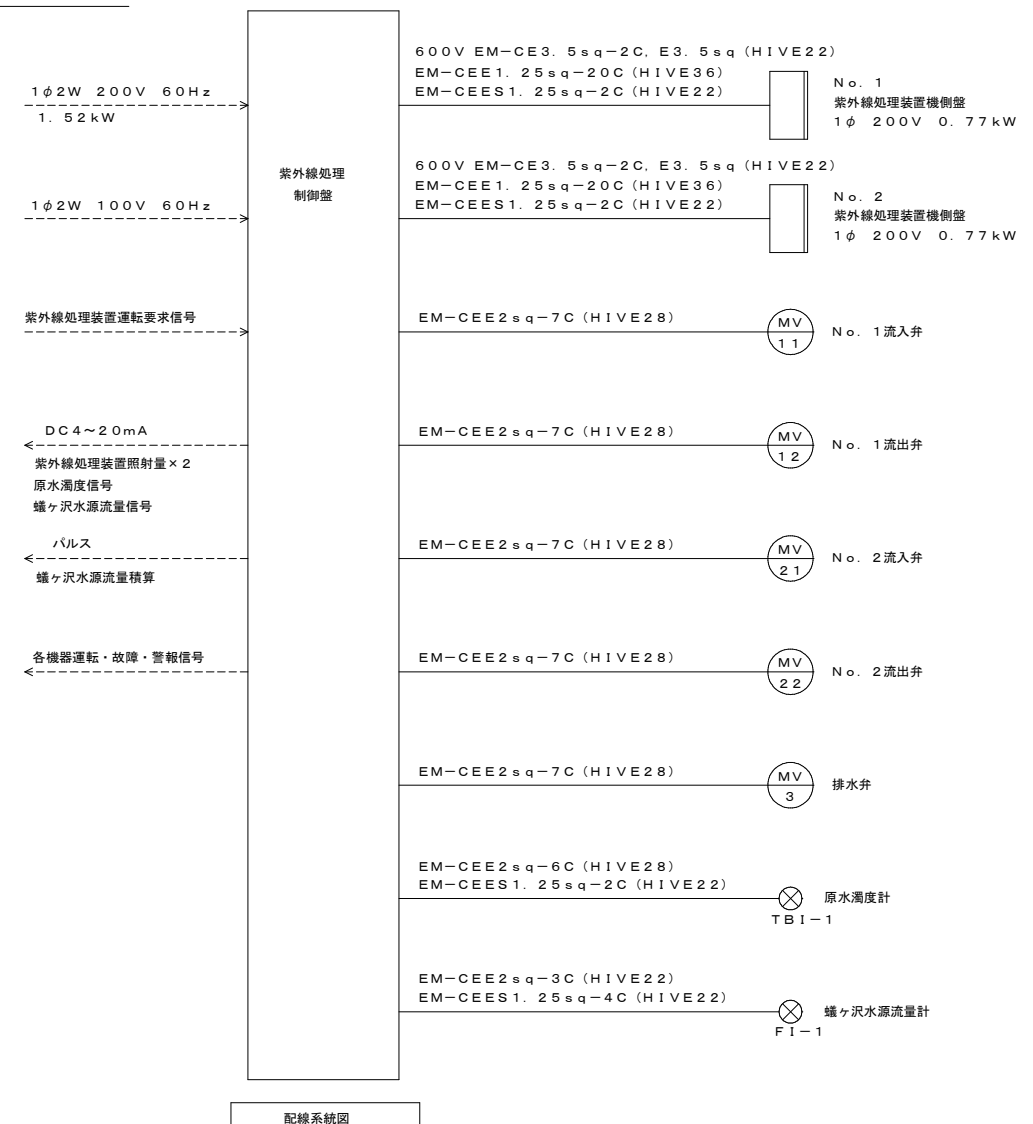 1φ2W 200V 60Hz
1.52kW
1φ2W 100V 60Hz
紫外線処理装置運転要求信号
DC4~20mA
紫外線処理装置照射量×2
原水濁度信号
蟻ヶ沢水源流量信号
パルス
蟻ヶ沢水源流量積算
各機器運転・故障・警報信号
紫外線処理
制御盤
600V EM-CE3.5sq-2C, E3.5sq(HIVE22)
EM-CEE1.25sq-20C(HIVE36)
EM-CEES1.25sq-2C(HIVE22)
No.1
紫外線処理装置機側盤
1φ 200V 0.77kW
600V EM-CE3.5sq-2C, E3.5sq(HIVE22)
EM-CEE1.25sq-20C(HIVE36)
EM-CEES1.25sq-2C(HIVE22)
No.2
紫外線処理装置機側盤
1φ 200V 0.77kW
EM-CEE2sq-7C(HIVE28)
MV
11
No.1流入弁
EM-CEE2sq-7C(HIVE28)
MV
12
No.1流出弁
EM-CEE2sq-7C(HIVE28)
MV
21
No.2流入弁
EM-CEE2sq-7C(HIVE28)
MV
22
No.2流出弁
EM-CEE2sq-7C(HIVE28)
MV
3
排水弁
EM-CEE2sq-6C(HIVE28)
EM-CEES1.25sq-2C(HIVE22)
原水濁度計
TBI-1
EM-CEE2sq-3C(HIVE22)
EM-CEES1.25sq-4C(HIVE22)
蟻ヶ沢水源流量計
FI-1
配線系統図